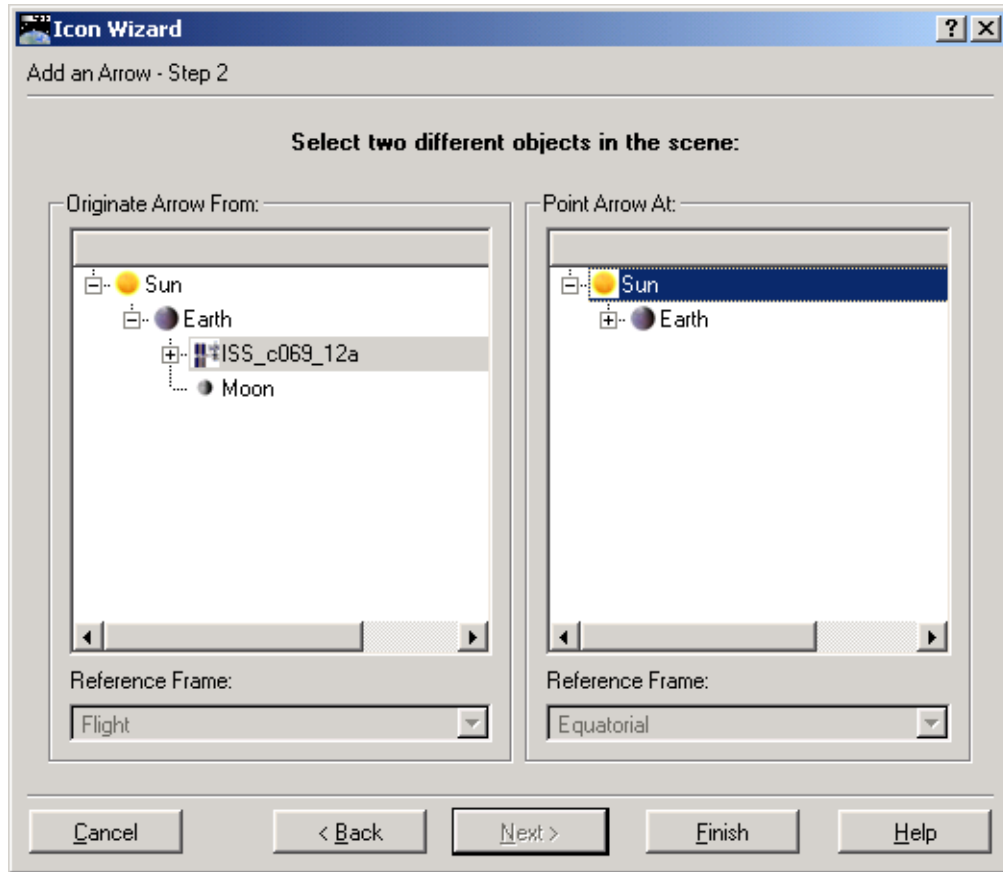 Icon Wizard
Add an Arrow - Step 2
Select two different objects in the scene:
Originate Arrow From:
Sun
Earth
ISS_c069_12a
Moon
Reference Frame:
Flight
Point Arrow At:
Sun
Earth
Reference Frame:
Equatorial
Cancel < Back Next > Finish Help